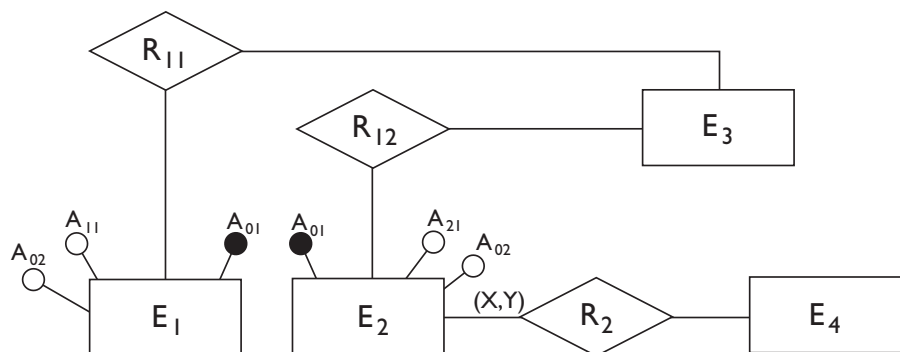 R₁₁
R₁₂
E₃
A₁₁
A₀₁
A₀₁
A₂₁
A₀₂
A₀₂
E₁
E₂
(X,Y)
R₂
E₄